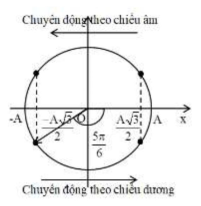 Chuyển động theo chiều âm
-A -A√3/2 O A√3/2 A x
5π/6
Chuyển động theo chiều dương